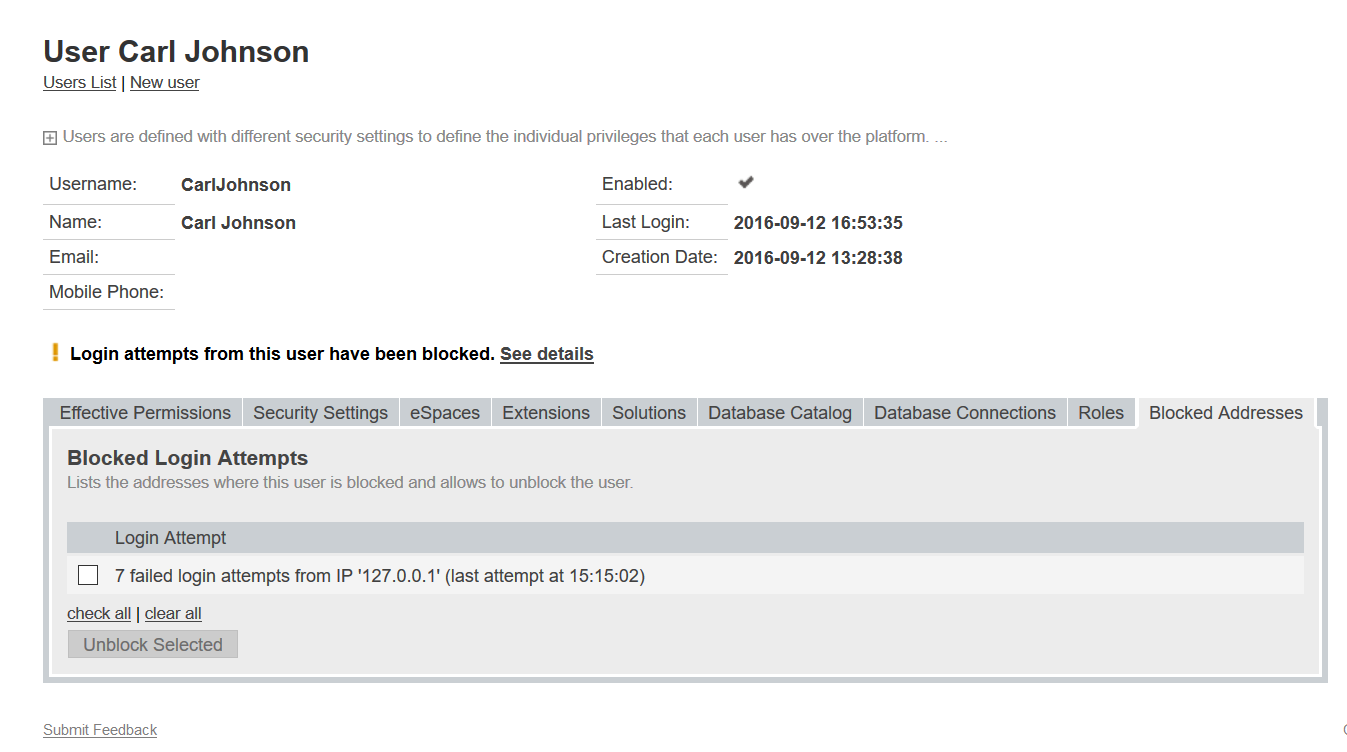 User Carl Johnson
Users List | New user
Users are defined with different security settings to define the individual privileges that each user has over the platform. ...
Username: CarlJohnson Enabled:
Name: Carl Johnson Last Login: 2016-09-12 16:53:35
Email: Creation Date: 2016-09-12 13:28:38
Mobile Phone:
Login attempts from this user have been blocked. See details
Effective Permissions Security Settings eSpaces Extensions Solutions Database Catalog Database Connections Roles Blocked Addresses
Blocked Login Attempts
Lists the addresses where this user is blocked and allows to unblock the user.
Login Attempt
7 failed login attempts from IP '127.0.0.1' (last attempt at 15:15:02)
check all | clear all
Unblock Selected
Submit Feedback